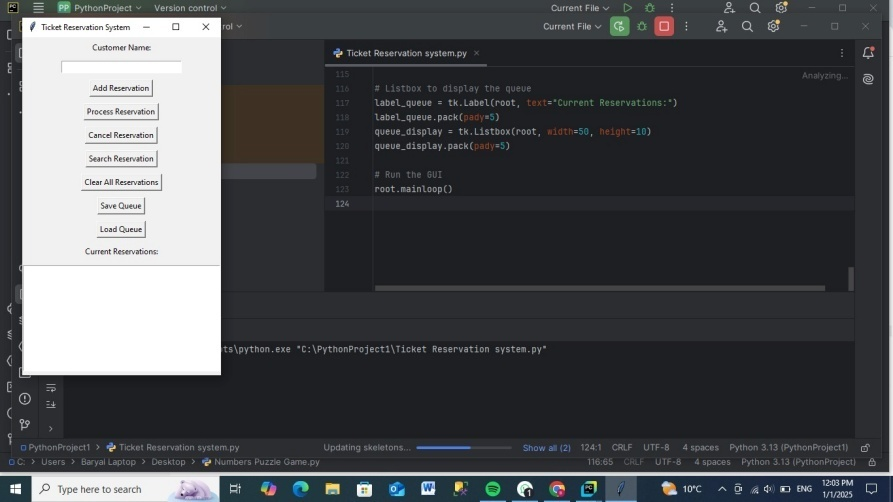 PC PP PythonProject Version control Current File
Ticket Reservation System
Current File
Customer Name:
Add Reservation
Process Reservation
Cancel Reservation
Search Reservation
Clear All Reservations
Save Queue
Load Queue
Current Reservations:
Ticket Reservation system.py
Analyzing...
115
116 # Listbox to display the queue
117 label_queue = tk.Label(root, text="Current Reservations:")
118 label_queue.pack(pady=5)
119 queue_display = tk.Listbox(root, width=50, height=10)
120 queue_display.pack(pady=5)
121
122 # Run the GUI
123 root.mainloop()
124
ts\python.exe "C:\PythonProject1\Ticket Reservation system.py"
PythonProject1 > Ticket Reservation system.py Updating skeletons... Show all (2) 124:1 CRLF UTF-8 4 spaces Python 3.13 (PythonProject1)
C: > Users > Baryal Laptop > Desktop > Numbers Puzzle Game.py 116:65 CRLF UTF-8 4 spaces Python 3.13 (PythonProject)
Type here to search 10°C ENG 12:03 PM
1/1/2025